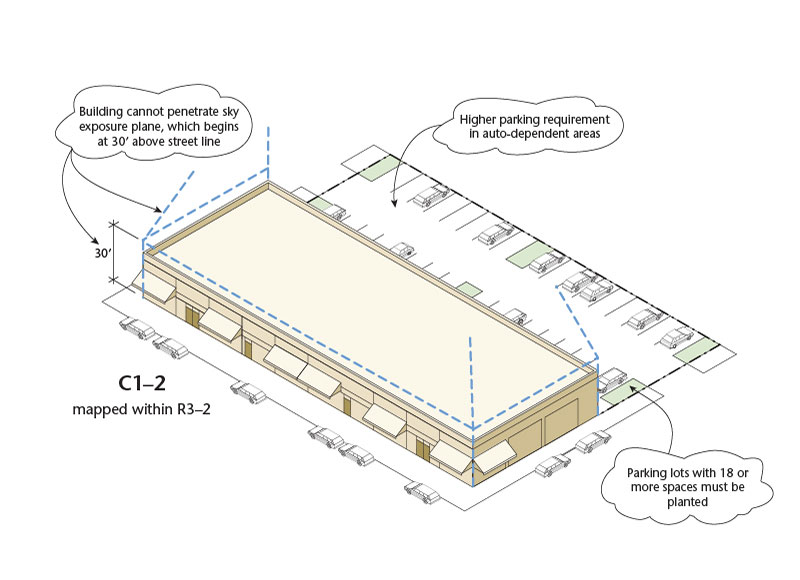 Building cannot penetrate sky
exposure plane, which begins
at 30’ above street line
Higher parking requirement
in auto-dependent areas
30’
C1–2
mapped within R3–2
Parking lots with 18 or
more spaces must be
planted